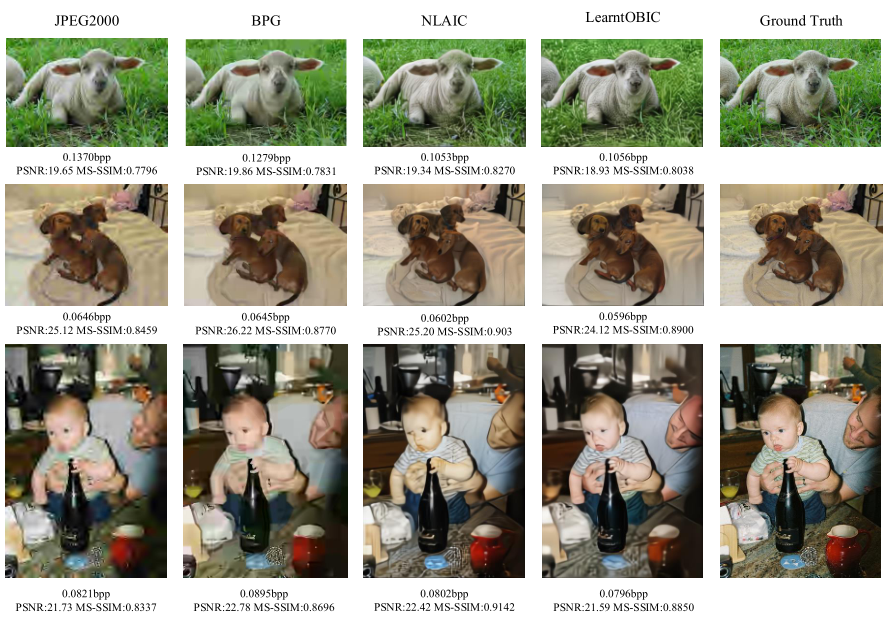 JPEG2000 BPG NLAIC LearntOBIC Ground Truth
0.1370bpp 0.1279bpp 0.1053bpp 0.1056bpp
PSNR:19.65 MS-SSIM:0.7796 PSNR:19.86 MS-SSIM:0.7831 PSNR:19.34 MS-SSIM:0.8270 PSNR:18.93 MS-SSIM:0.8038
0.0646bpp 0.0645bpp 0.0602bpp 0.0596bpp
PSNR:25.12 MS-SSIM:0.8459 PSNR:26.22 MS-SSIM:0.8770 PSNR:25.20 MS-SSIM:0.903 PSNR:24.12 MS-SSIM:0.8900
0.0821bpp 0.0895bpp 0.0802bpp 0.0796bpp
PSNR:21.73 MS-SSIM:0.8337 PSNR:22.78 MS-SSIM:0.8696 PSNR:22.42 MS-SSIM:0.9142 PSNR:21.59 MS-SSIM:0.8850